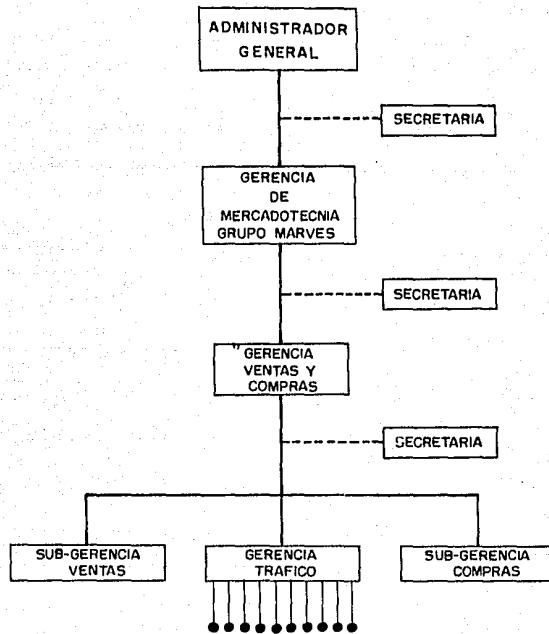 ADMINISTRADOR
GENERAL
SECRETARIA
GERENCIA
DE
MERCADOTECNIA
GRUPO MARVES
SECRETARIA
GERENCIA
VENTAS Y
COMPRAS
SECRETARIA
SUB-GERENCIA
VENTAS
GERENCIA
TRAFICO
SUB-GERENCIA
COMPRAS